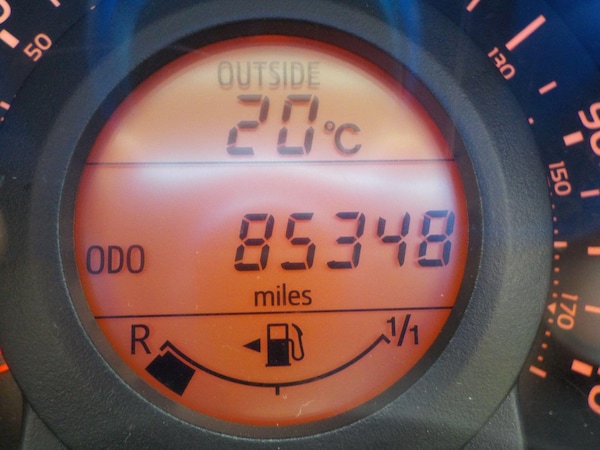 OUTSIDE
20°C
ODO 85348
miles
R 1/1
50
130
150
170
90